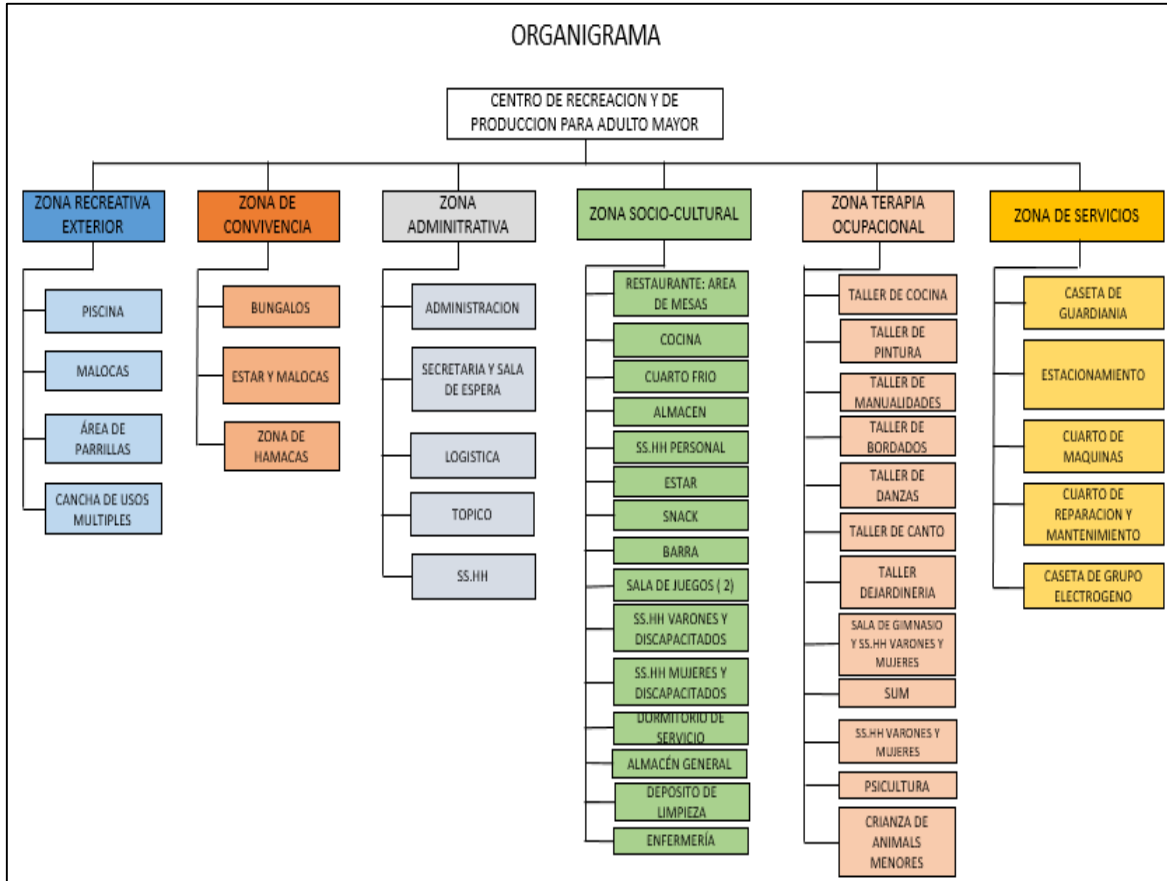 ORGANIGRAMA
CENTRO DE RECREACION Y DE
PRODUCCION PARA ADULTO MAYOR
ZONA RECREATIVA
EXTERIOR
PISCINA
MALOCAS
ÁREA DE
PARRILLAS
CANCHA DE USOS
MULTIPLES
ZONA DE
CONVIVENCIA
BUNGALOS
ESTAR Y MALOCAS
ZONA DE
HAMACAS
ZONA
ADMINITRATIVA
ADMINISTRACION
SECRETARIA Y SALA
DE ESPERA
LOGISTICA
TOPICO
SS.HH
ZONA SOCIO-CULTURAL
RESTAURANTE: AREA
DE MESAS
COCINA
CUARTO FRIO
ALMACEN
SS.HH PERSONAL
ESTAR
SNACK
BARRA
SALA DE JUEGOS ( 2)
SS.HH VARONES Y
DISCAPACITADOS
SS.HH MUJERES Y
DISCAPACITADOS
DORMITORIO DE
SERVICIO
ALMACÉN GENERAL
DEPOSITO DE
LIMPIEZA
ENFERMERÍA
ZONA TERAPIA
OCUPACIONAL
TALLER DE COCINA
TALLER DE
PINTURA
TALLER DE
MANUALIDADES
TALLER DE
BORDADOS
TALLER DE
DANZAS
TALLER DE CANTO
TALLER
DEJARDINERIA
SALA DE GIMNASIO
Y SS.HH VARONES Y
MUJERES
SUM
SS.HH VARONES Y
MUJERES
PSICULTURA
CRIANZA DE
ANIMALS
MENORES
ZONA DE SERVICIOS
CASETA DE
GUARDIANIA
ESTACIONAMIENTO
CUARTO DE
MAQUINAS
CUARTO DE
REPARACION Y
MANTENIMIENTO
CASETA DE GRUPO
ELECTROGENO